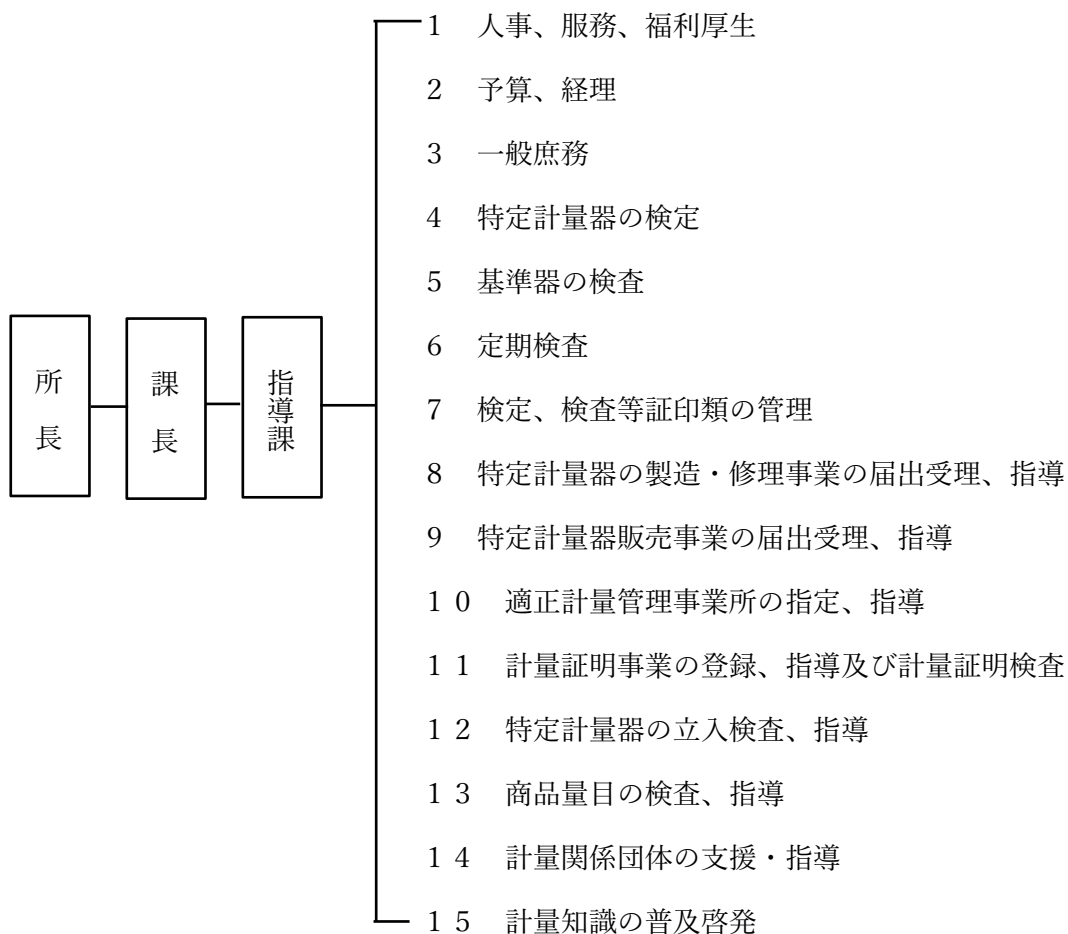 所長
課長
指導課
１　人事、服務、福利厚生
２　予算、経理
３　一般庶務
４　特定計量器の検定
５　基準器の検査
６　定期検査
７　検定、検査等証印類の管理
８　特定計量器の製造・修理事業の届出受理、指導
９　特定計量器販売事業の届出受理、指導
１０　適正計量管理事業所の指定、指導
１１　計量証明事業の登録、指導及び計量証明検査
１２　特定計量器の立入検査、指導
１３　商品量目の検査、指導
１４　計量関係団体の支援・指導
１５　計量知識の普及啓発